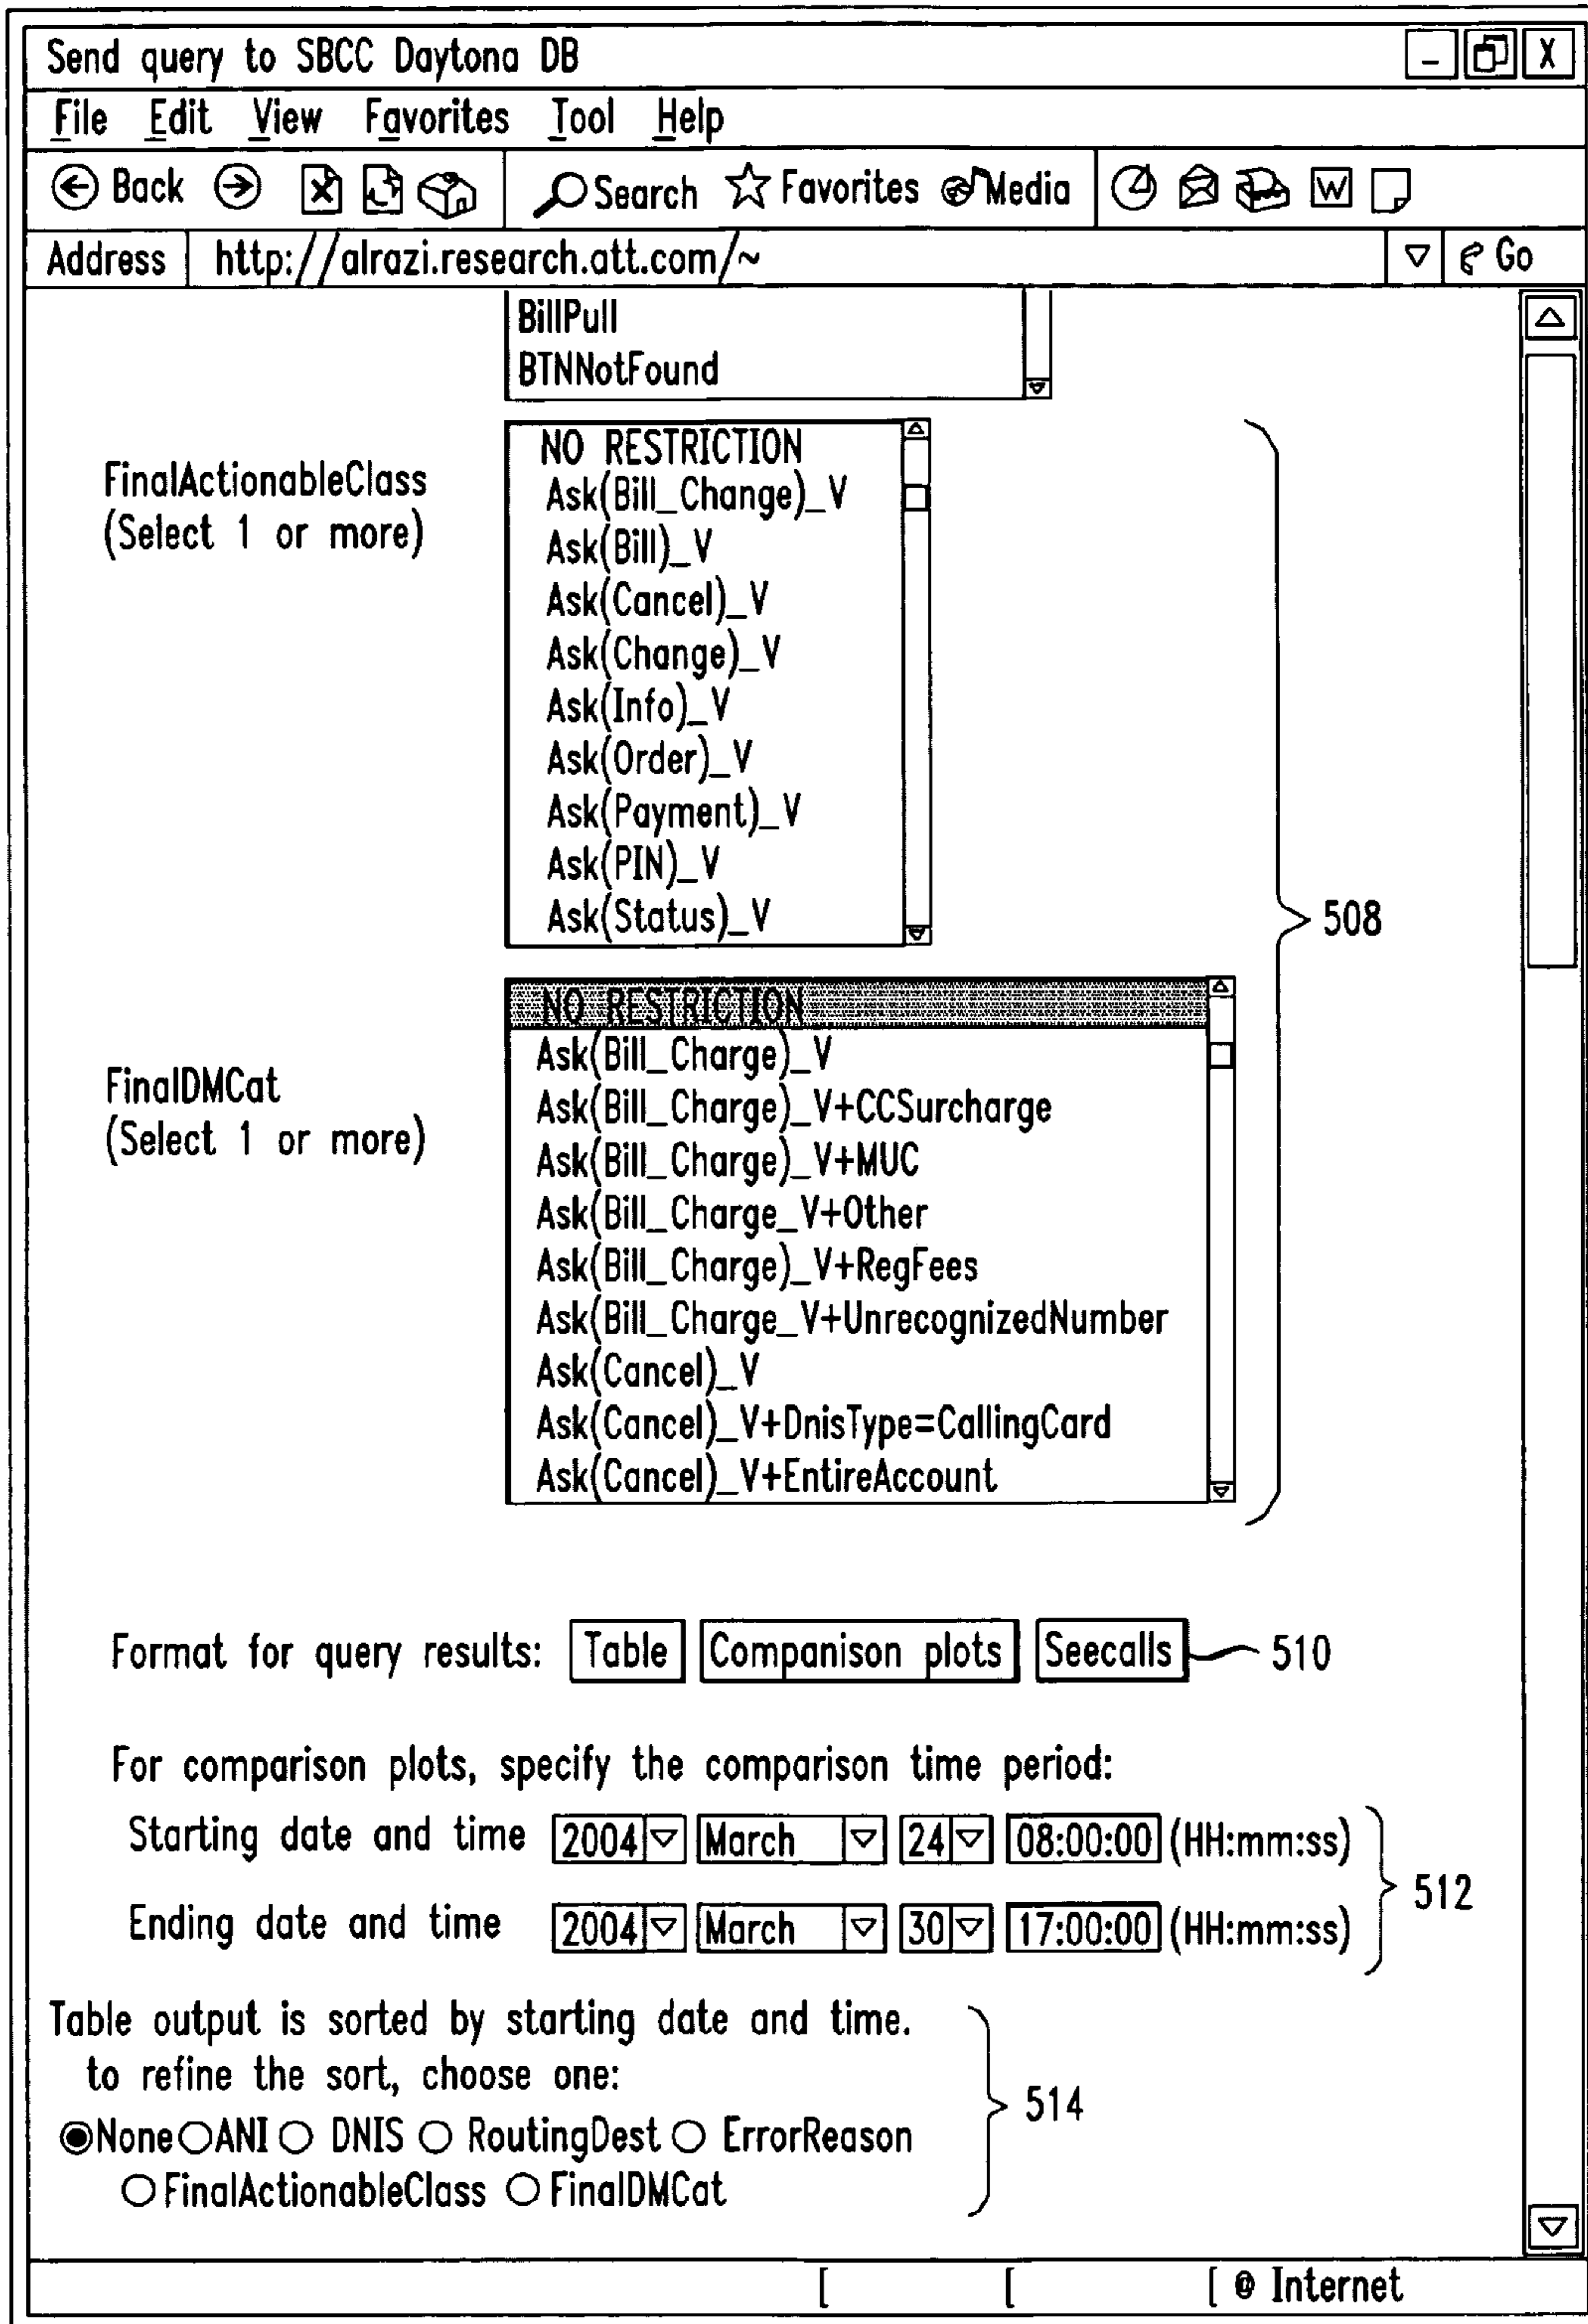 Send query to SBCC Daytona DB
_ X
File Edit View Favorites Tool Help
Back Search Favorites Media W
Address http://alrazi.research.att.com/~ Go
BillPull
BTNNotFound
FinalActionableClass
(Select 1 or more)
NO RESTRICTION
Ask(Bill_Change)_V
Ask(Bill)_V
Ask(Cancel)_V
Ask(Change)_V
Ask(Info)_V
Ask(Order)_V
Ask(Payment)_V
Ask(PIN)_V
Ask(Status)_V
508
FinalDMCat
(Select 1 or more)
NO RESTRICTION
Ask(Bill_Charge)_V
Ask(Bill_Charge)_V+CCSurcharge
Ask(Bill_Charge)_V+MUC
Ask(Bill_Charge_V+Other
Ask(Bill_Charge)_V+RegFees
Ask(Bill_Charge_V+UnrecognizedNumber
Ask(Cancel)_V
Ask(Cancel)_V+DnisType=CallingCard
Ask(Cancel)_V+EntireAccount
Format for query results: Table Companison plots Seecalls 510
For comparison plots, specify the comparison time period:
Starting date and time 2004 March 24 08:00:00 (HH:mm:ss)
Ending date and time 2004 March 30 17:00:00 (HH:mm:ss)
512
Table output is sorted by starting date and time.
to refine the sort, choose one:
None ANI DNIS RoutingDest ErrorReason
FinalActionableClass FinalDMCat
514
[ [ [ @ Internet